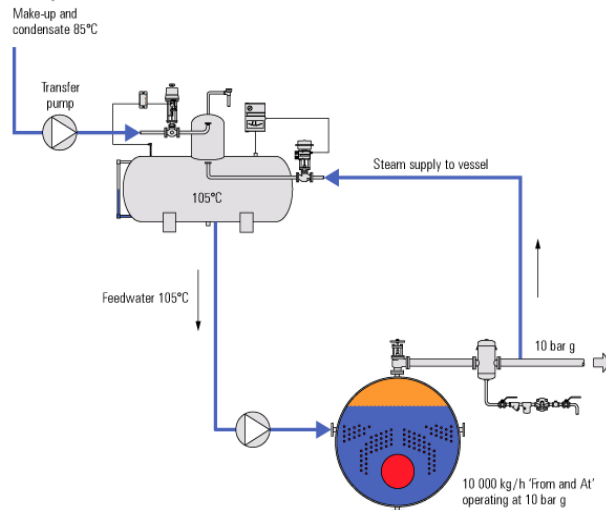 Make-up and
condensate 85°C
Transfer
pump
Steam supply to vessel
105°C
Feedwater 105°C
10 bar g
10 000 kg/h 'From and At'
operating at 10 bar g